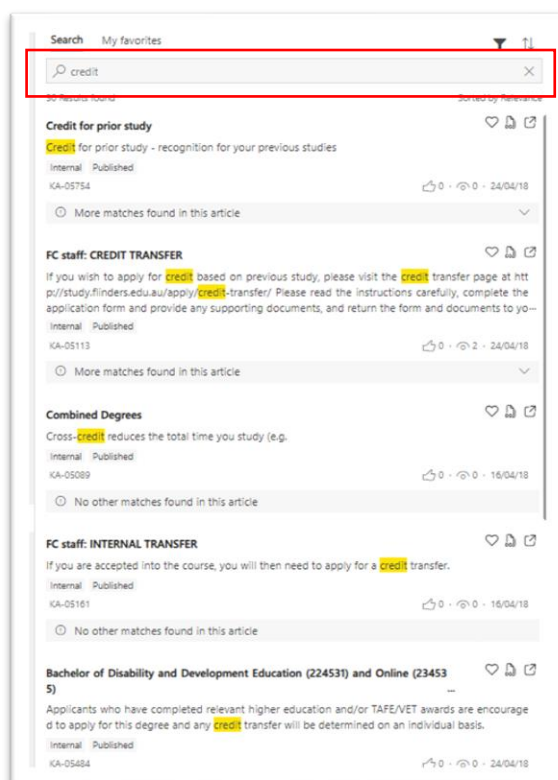 Search My favorites
credit
50 Results found Sorted by Relevance
Credit for prior study
Credit for prior study - recognition for your previous studies
Internal Published
KA-05754 0 · 0 · 24/04/18
More matches found in this article
FC staff: CREDIT TRANSFER
If you wish to apply for credit based on previous study, please visit the credit transfer page at htt
p://study.flinders.edu.au/apply/credit-transfer/ Please read the instructions carefully, complete the
application form and provide any supporting documents, and return the form and documents to yo...
Internal Published
KA-05113 0 · 2 · 24/04/18
More matches found in this article
Combined Degrees
Cross-credit reduces the total time you study (e.g.
Internal Published
KA-05089 0 · 0 · 16/04/18
No other matches found in this article
FC staff: INTERNAL TRANSFER
If you are accepted into the course, you will then need to apply for a credit transfer.
Internal Published
KA-05161 0 · 0 · 16/04/18
No other matches found in this article
Bachelor of Disability and Development Education (224531) and Online (23453
5) ...
Applicants who have completed relevant higher education and/or TAFE/VET awards are encourage
d to apply for this degree and any credit transfer will be determined on an individual basis.
Internal Published
KA-05484 0 · 0 · 24/04/18